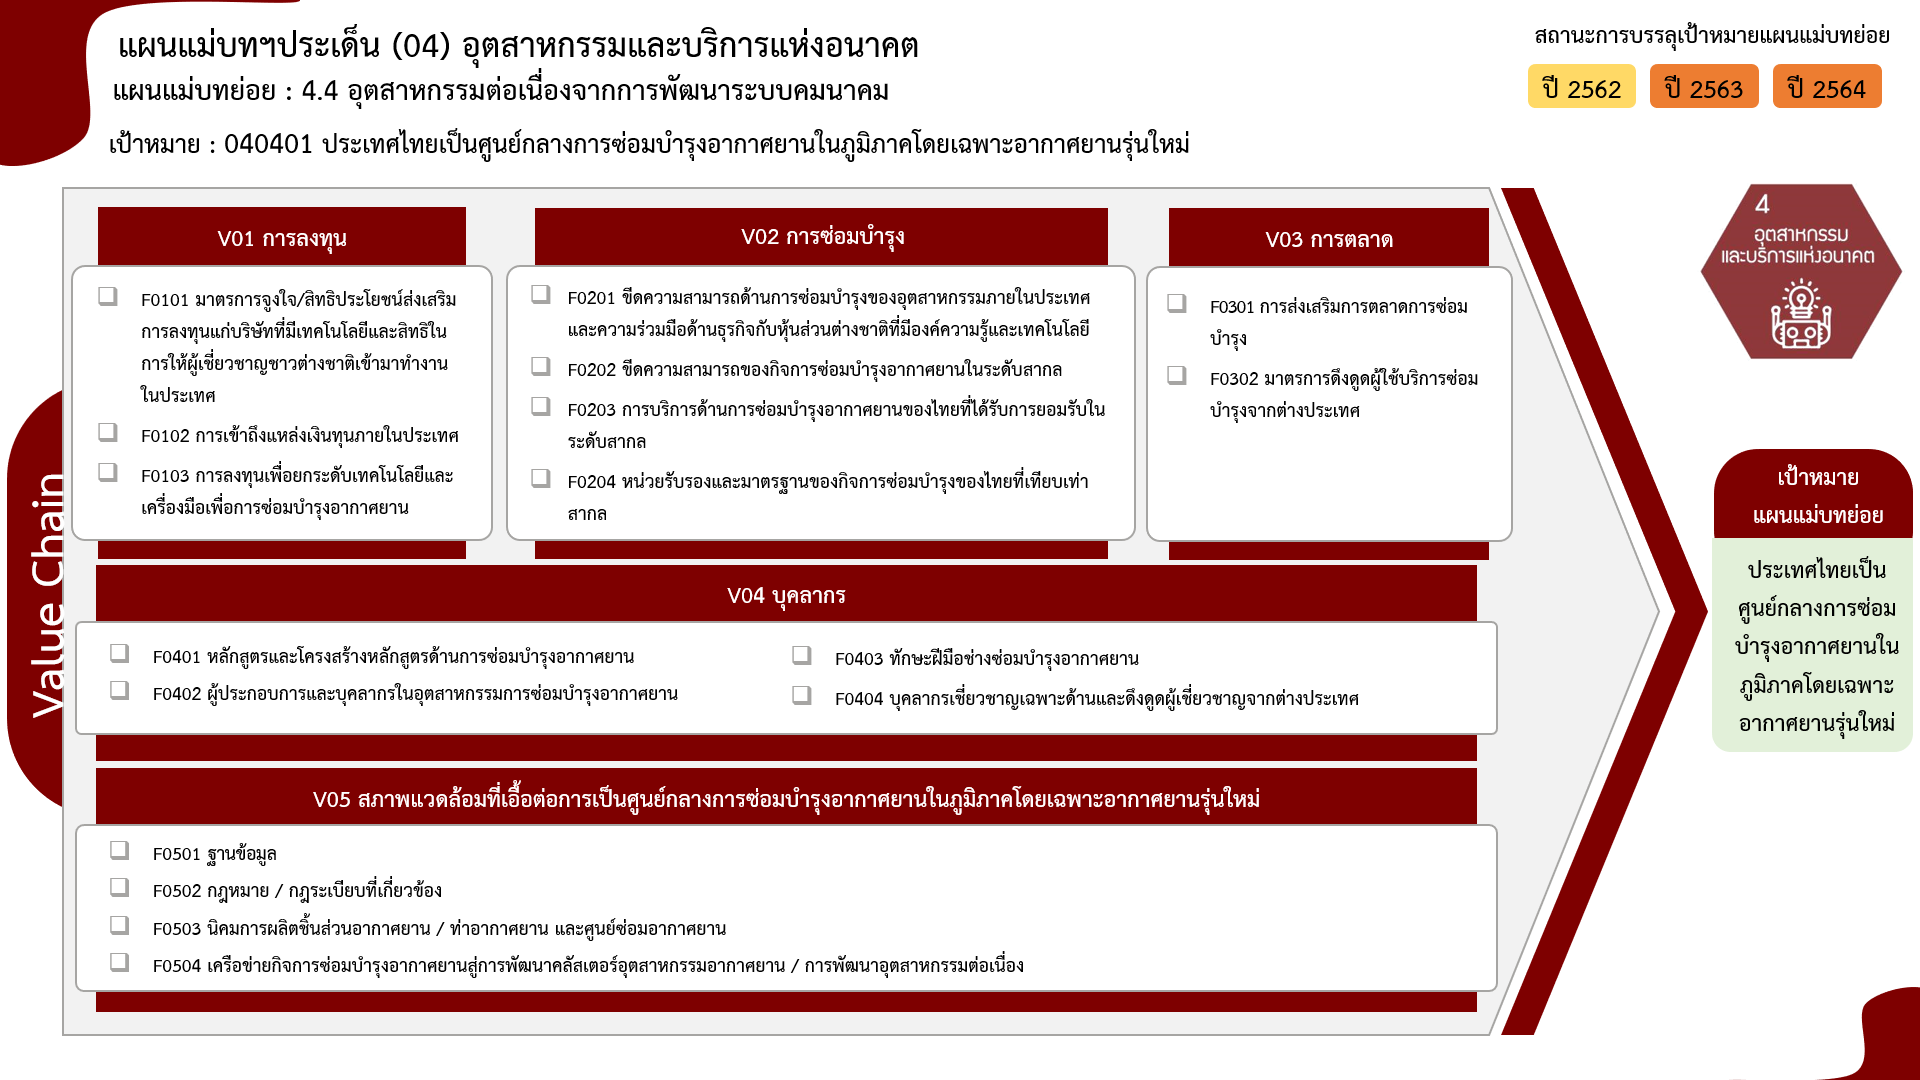 แผนแม่บทฯประเด็น (04) อุตสาหกรรมและบริการแห่งอนาคต
แผนแม่บทย่อย : 4.4 อุตสาหกรรมต่อเนื่องจากการพัฒนาระบบคมนาคม
เป้าหมาย : 040401 ประเทศไทยเป็นศูนย์กลางการซ่อมบำรุงอากาศยานในภูมิภาคโดยเฉพาะอากาศยานรุ่นใหม่
สถานะการบรรลุเป้าหมายแผนแม่บทย่อย
ปี 2562
ปี 2563
ปี 2564
Value Chain
V01 การลงทุน
F0101 มาตรการจูงใจ/สิทธิประโยชน์ส่งเสริม
การลงทุนแก่บริษัทที่มีเทคโนโลยีและสิทธิใน
การให้ผู้เชี่ยวชาญชาวต่างชาติเข้ามาทำงาน
ในประเทศ
F0102 การเข้าถึงแหล่งเงินทุนภายในประเทศ
F0103 การลงทุนเพื่อยกระดับเทคโนโลยีและ
เครื่องมือเพื่อการซ่อมบำรุงอากาศยาน
V02 การซ่อมบำรุง
F0201 ขีดความสามารถด้านการซ่อมบำรุงของอุตสาหกรรมภายในประเทศ
และความร่วมมือด้านธุรกิจกับหุ้นส่วนต่างชาติที่มีองค์ความรู้และเทคโนโลยี
F0202 ขีดความสามารถของกิจการซ่อมบำรุงอากาศยานในระดับสากล
F0203 การบริการด้านการซ่อมบำรุงอากาศยานของไทยที่ได้รับการยอมรับใน
ระดับสากล
F0204 หน่วยรับรองและมาตรฐานของกิจการซ่อมบำรุงของไทยที่เทียบเท่า
สากล
V03 การตลาด
F0301 การส่งเสริมการตลาดการซ่อม
บำรุง
F0302 มาตรการดึงดูดผู้ใช้บริการซ่อม
บำรุงจากต่างประเทศ
V04 บุคลากร
F0401 หลักสูตรและโครงสร้างหลักสูตรด้านการซ่อมบำรุงอากาศยาน
F0402 ผู้ประกอบการและบุคลากรในอุตสาหกรรมการซ่อมบำรุงอากาศยาน
F0403 ทักษะฝีมือช่างซ่อมบำรุงอากาศยาน
F0404 บุคลากรเชี่ยวชาญเฉพาะด้านและดึงดูดผู้เชี่ยวชาญจากต่างประเทศ
V05 สภาพแวดล้อมที่เอื้อต่อการเป็นศูนย์กลางการซ่อมบำรุงอากาศยานในภูมิภาคโดยเฉพาะอากาศยานรุ่นใหม่
F0501 ฐานข้อมูล
F0502 กฎหมาย / กฎระเบียบที่เกี่ยวข้อง
F0503 นิคมการผลิตชิ้นส่วนอากาศยาน / ท่าอากาศยาน และศูนย์ซ่อมอากาศยาน
F0504 เครือข่ายกิจการซ่อมบำรุงอากาศยานสู่การพัฒนาคลัสเตอร์อุตสาหกรรมอากาศยาน / การพัฒนาอุตสาหกรรมต่อเนื่อง
4
อุตสาหกรรม
และบริการแห่งอนาคต
เป้าหมาย
แผนแม่บทย่อย
ประเทศไทยเป็น
ศูนย์กลางการซ่อม
บำรุงอากาศยานใน
ภูมิภาคโดยเฉพาะ
อากาศยานรุ่นใหม่